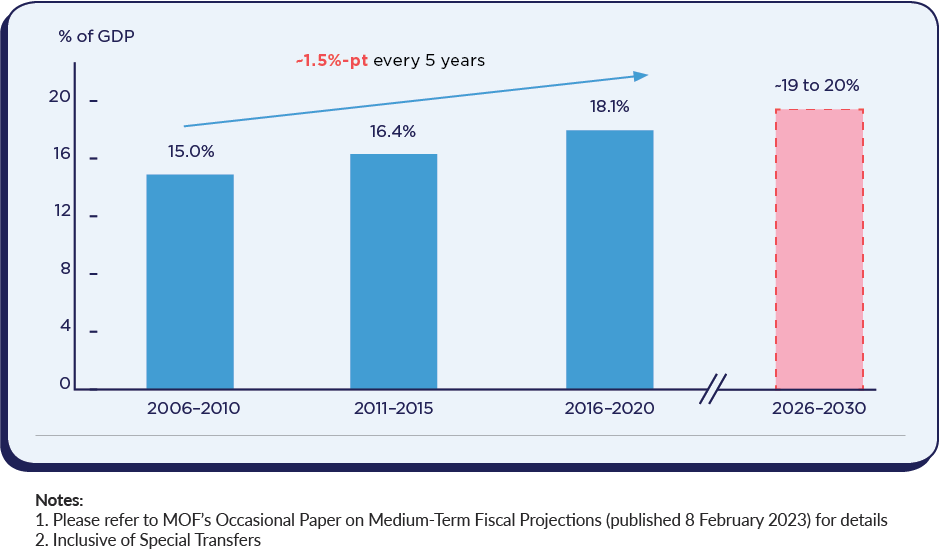 % of GDP
~1.5%-pt every 5 years
20
16
12
8
4
0
15.0%
16.4%
18.1%
~19 to 20%
2006–2010
2011–2015
2016–2020
2026–2030
Notes:
1. Please refer to MOF's Occasional Paper on Medium-Term Fiscal Projections (published 8 February 2023) for details
2. Inclusive of Special Transfers